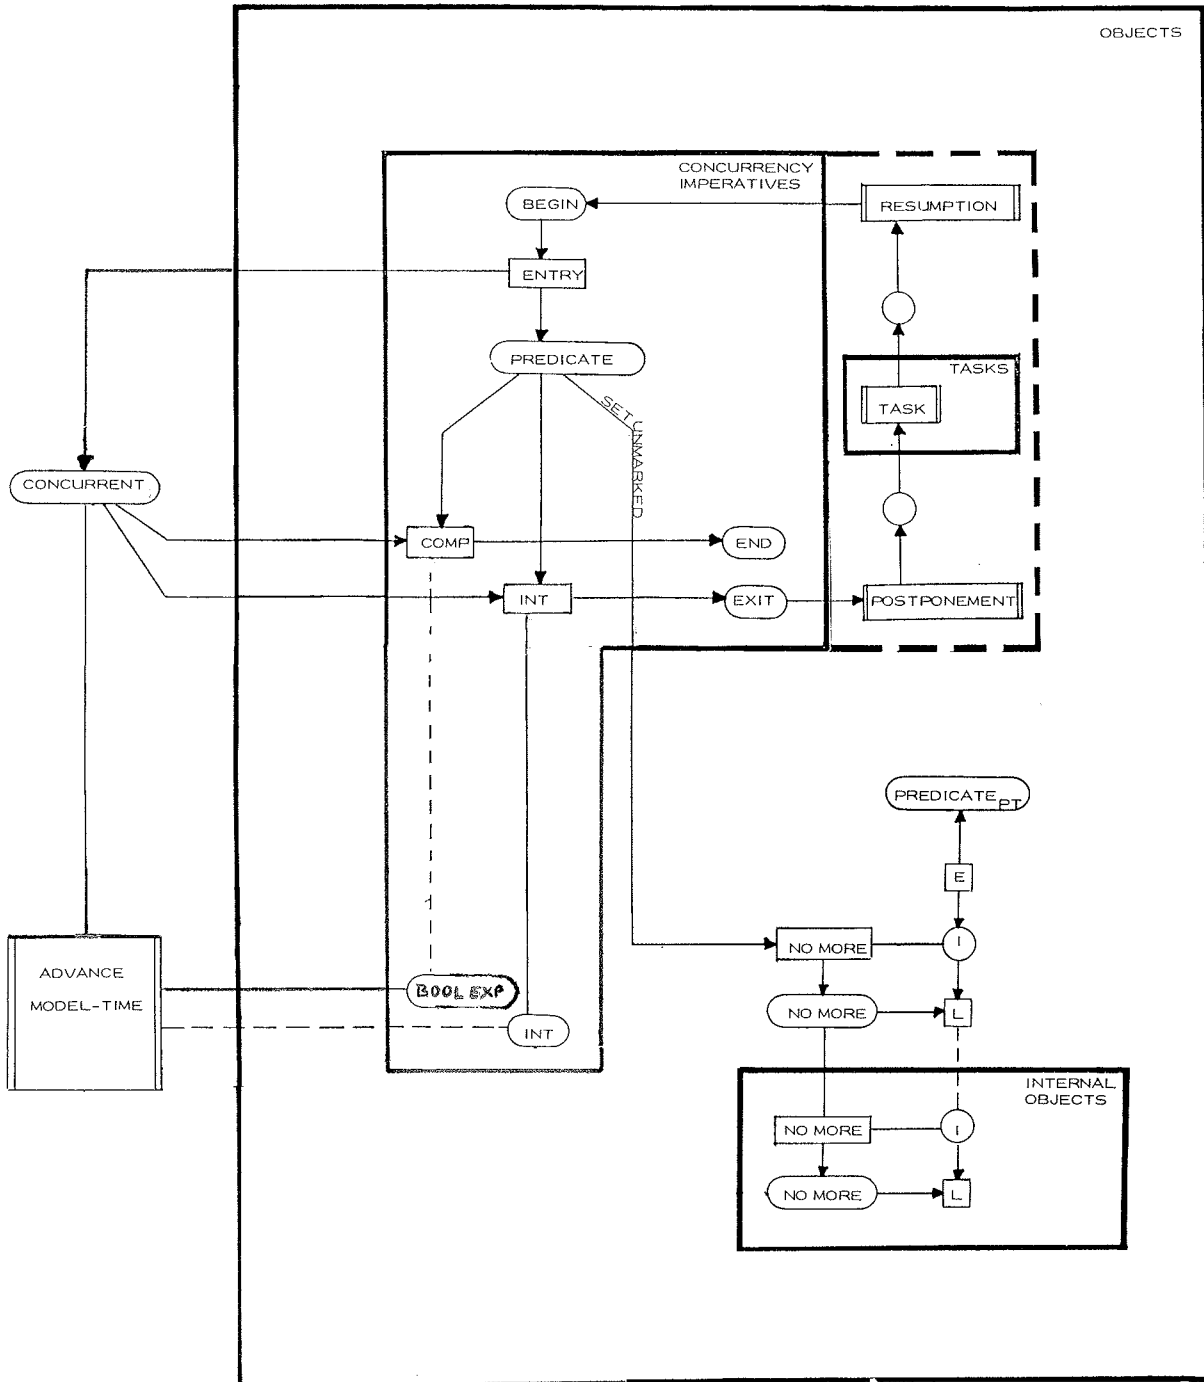 OBJECTS
CONCURRENCY
IMPERATIVES
BEGIN
RESUMPTION
ENTRY
PREDICATE
TASKS
TASK
SET UNMARKED
CONCURRENT
COMP
END
INT
EXIT
POSTPONEMENT
PREDICATE PT
E
NO MORE
I
ADVANCE
MODEL-TIME
BOOL EXP
NO MORE
L
INT
INTERNAL
OBJECTS
NO MORE
I
NO MORE
L